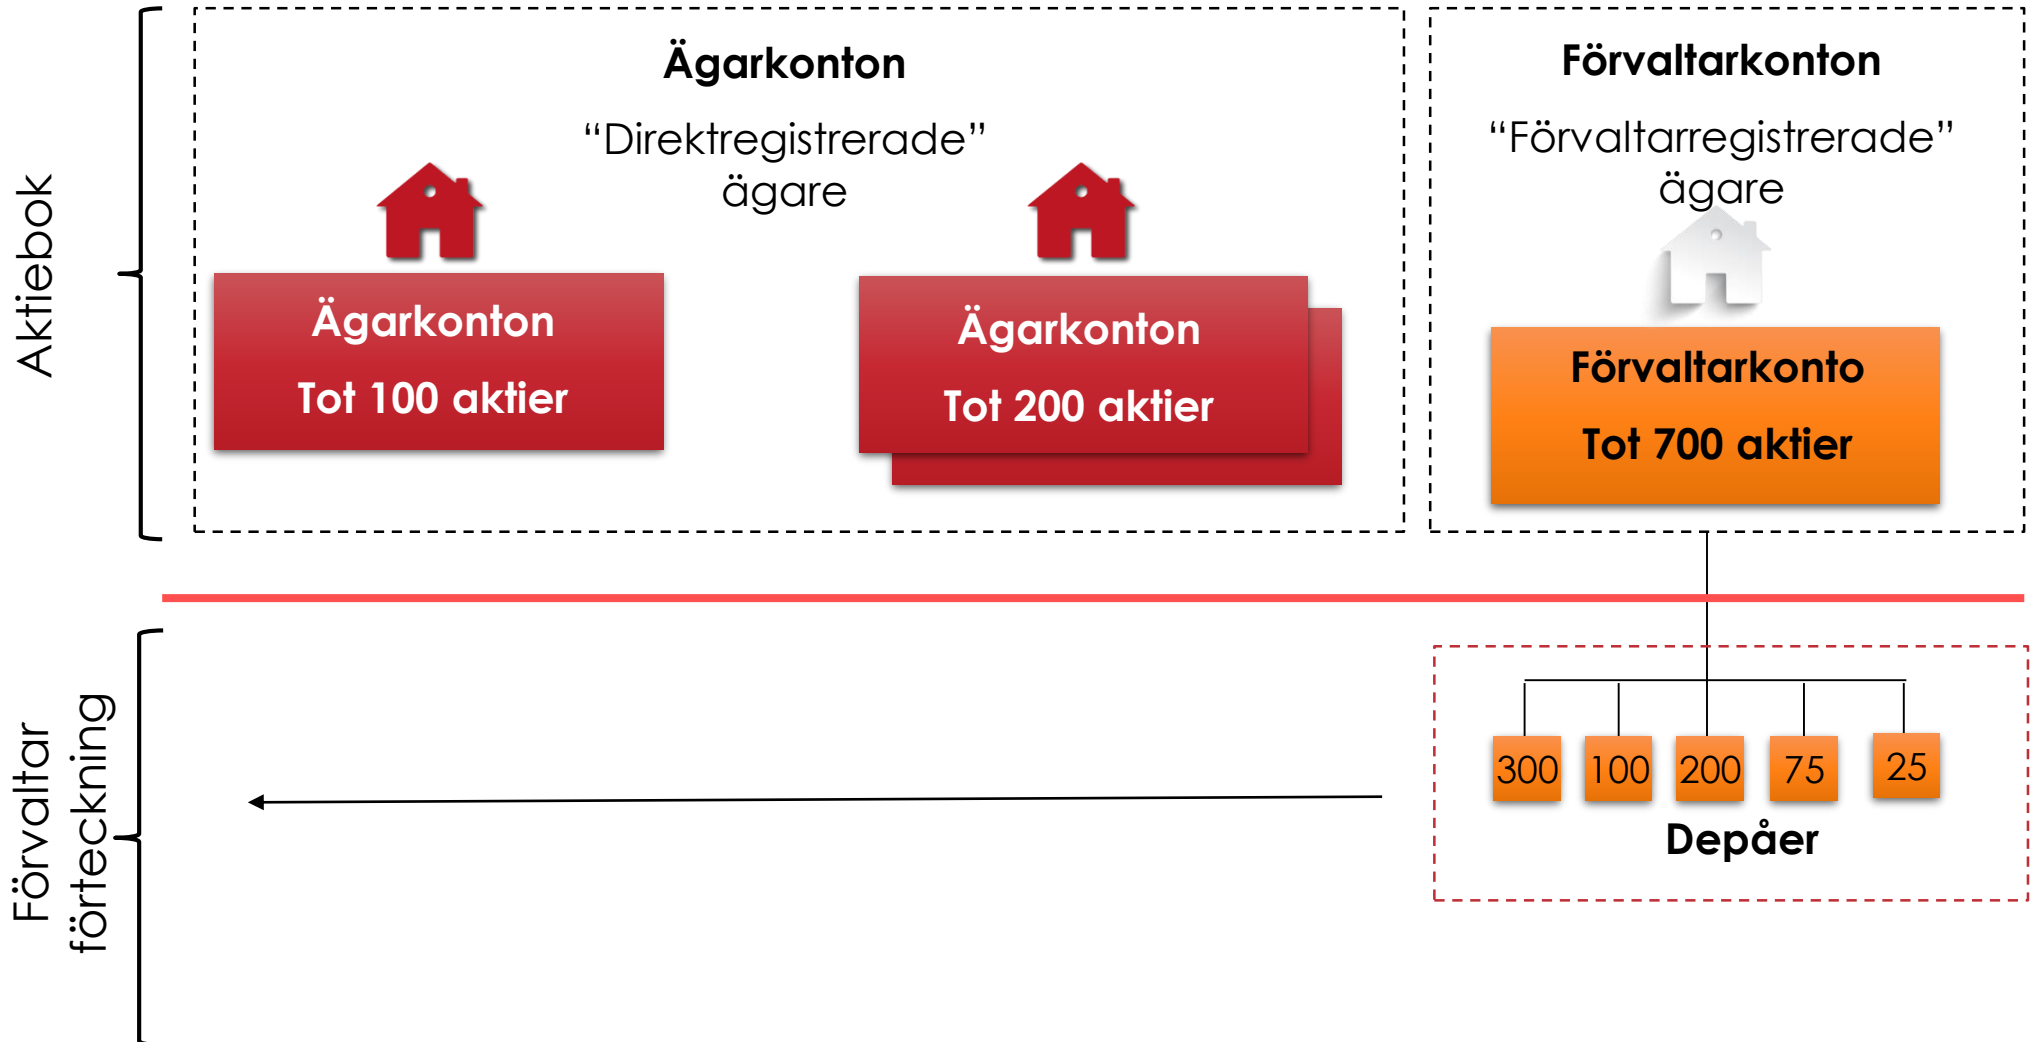 Aktiebok
Ägarkonton
“Direktregistrerade”
ägare
Ägarkonton
Tot 100 aktier
Ägarkonton
Tot 200 aktier
Förvaltarkonton
“Förvaltarregistrerade”
ägare
Förvaltarkonto
Tot 700 aktier
Förvaltar
förteckning
300 100 200 75 25
Depåer